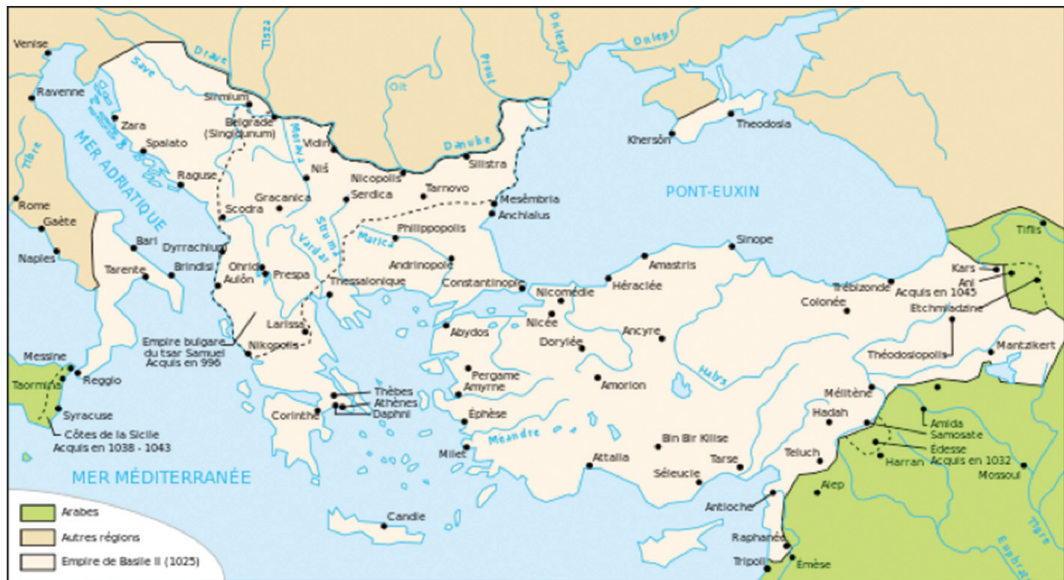 Venise
Ravenne
Drave
Tisza
Save
Sirmium
Belgrade
(Singidunum)
Zara
Spalato
Raguse
MER ADRIATIQUE
Tibre
Rome
Gaète
Naples
Olt
Prout
Dniestr
Dniepr
Danube
Morava
Vidin
Niš
Nicopolis
Silistra
Tarnovo
Serdica
Gracanica
Scodra
Mesêmbria
Anchialus
Philippopolis
Marica
Andrinopole
Constantinople
Struma
Vardar
Bari
Tarente
Brindisi
Dyrrachium
Ohrid
Prespa
Aulôn
Thessalonique
Larissa
Nikopolis
Empire bulgare
du tsar Samuel
Acquis en 996
Messine
Taormina
Reggio
Syracuse
Côtes de la Sicile
Acquis en 1038 - 1043
Corinthe
Thèbes
Athènes
Daphni
MER MÉDITERRANÉE
Candie
Khersôn
Theodosia
PONT-EUXIN
Sinope
Amastris
Héraclée
Nicomédie
Nicée
Abydos
Dorylée
Ancyre
Pergame
Amyrne
Amorion
Éphèse
Méandre
Milet
Attalia
Bin Bir Kilise
Séleucie
Tarse
Halys
Trébizonde
Colonée
Tiflis
Kars
Ani
Acquis en 1045
Etchmiadzine
Théodosiopolis
Mantzikert
Mélitène
Hadah
Teluch
Amida
Samosate
Édesse
Acquis en 1032
Harran
Mossoul
Alep
Antioche
Raphanée
Tripoli
Émèse
Tigre
Euphrate
Arabes
Autres régions
Empire de Basile II (1025)